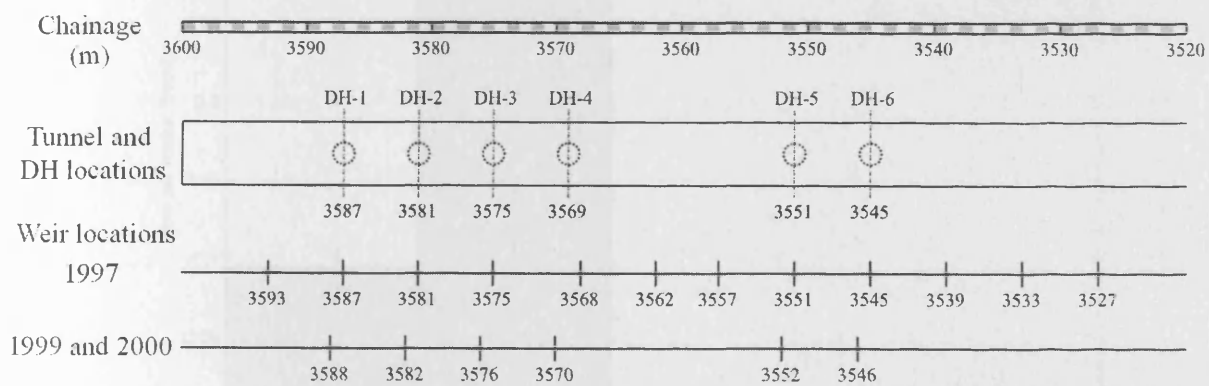 Chainage
(m)
3600 3590 3580 3570 3560 3550 3540 3530 3520
DH-1 DH-2 DH-3 DH-4 DH-5 DH-6
Tunnel and
DH locations
3587 3581 3575 3569 3551 3545
Weir locations
1997
3593 3587 3581 3575 3568 3562 3557 3551 3545 3539 3533 3527
1999 and 2000
3588 3582 3576 3570 3552 3546